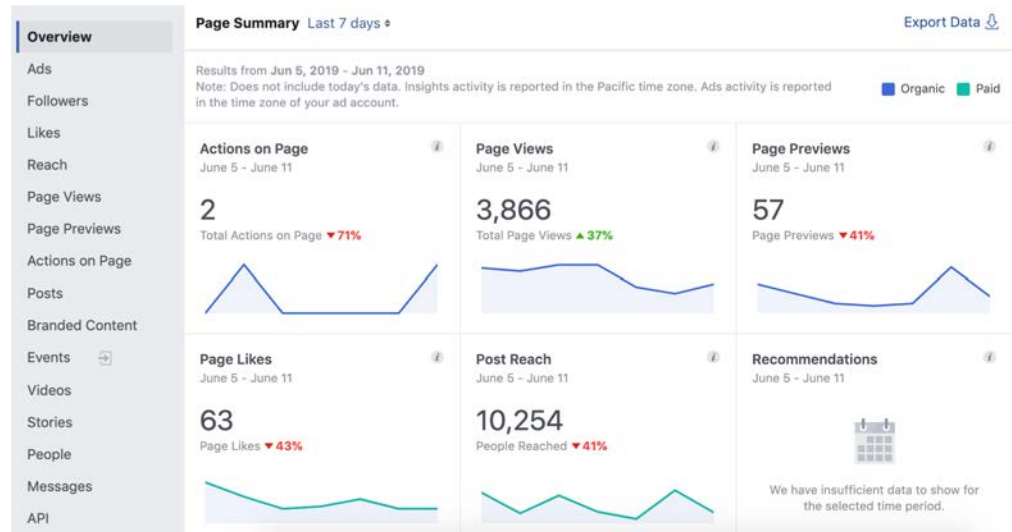 Overview
Ads
Followers
Likes
Reach
Page Views
Page Previews
Actions on Page
Posts
Branded Content
Events
Videos
Stories
People
Messages
API
Page Summary Last 7 days
Export Data
Results from Jun 5, 2019 - Jun 11, 2019
Note: Does not include today's data. Insights activity is reported in the Pacific time zone. Ads activity is reported
in the time zone of your ad account.
Organic Paid
Actions on Page
June 5 - June 11
2
Total Actions on Page ▼71%
Page Views
June 5 - June 11
3,866
Total Page Views ▲37%
Page Previews
June 5 - June 11
57
Page Previews ▼41%
Page Likes
June 5 - June 11
63
Page Likes ▼43%
Post Reach
June 5 - June 11
10,254
People Reached ▼41%
Recommendations
June 5 - June 11
We have insufficient data to show for
the selected time period.